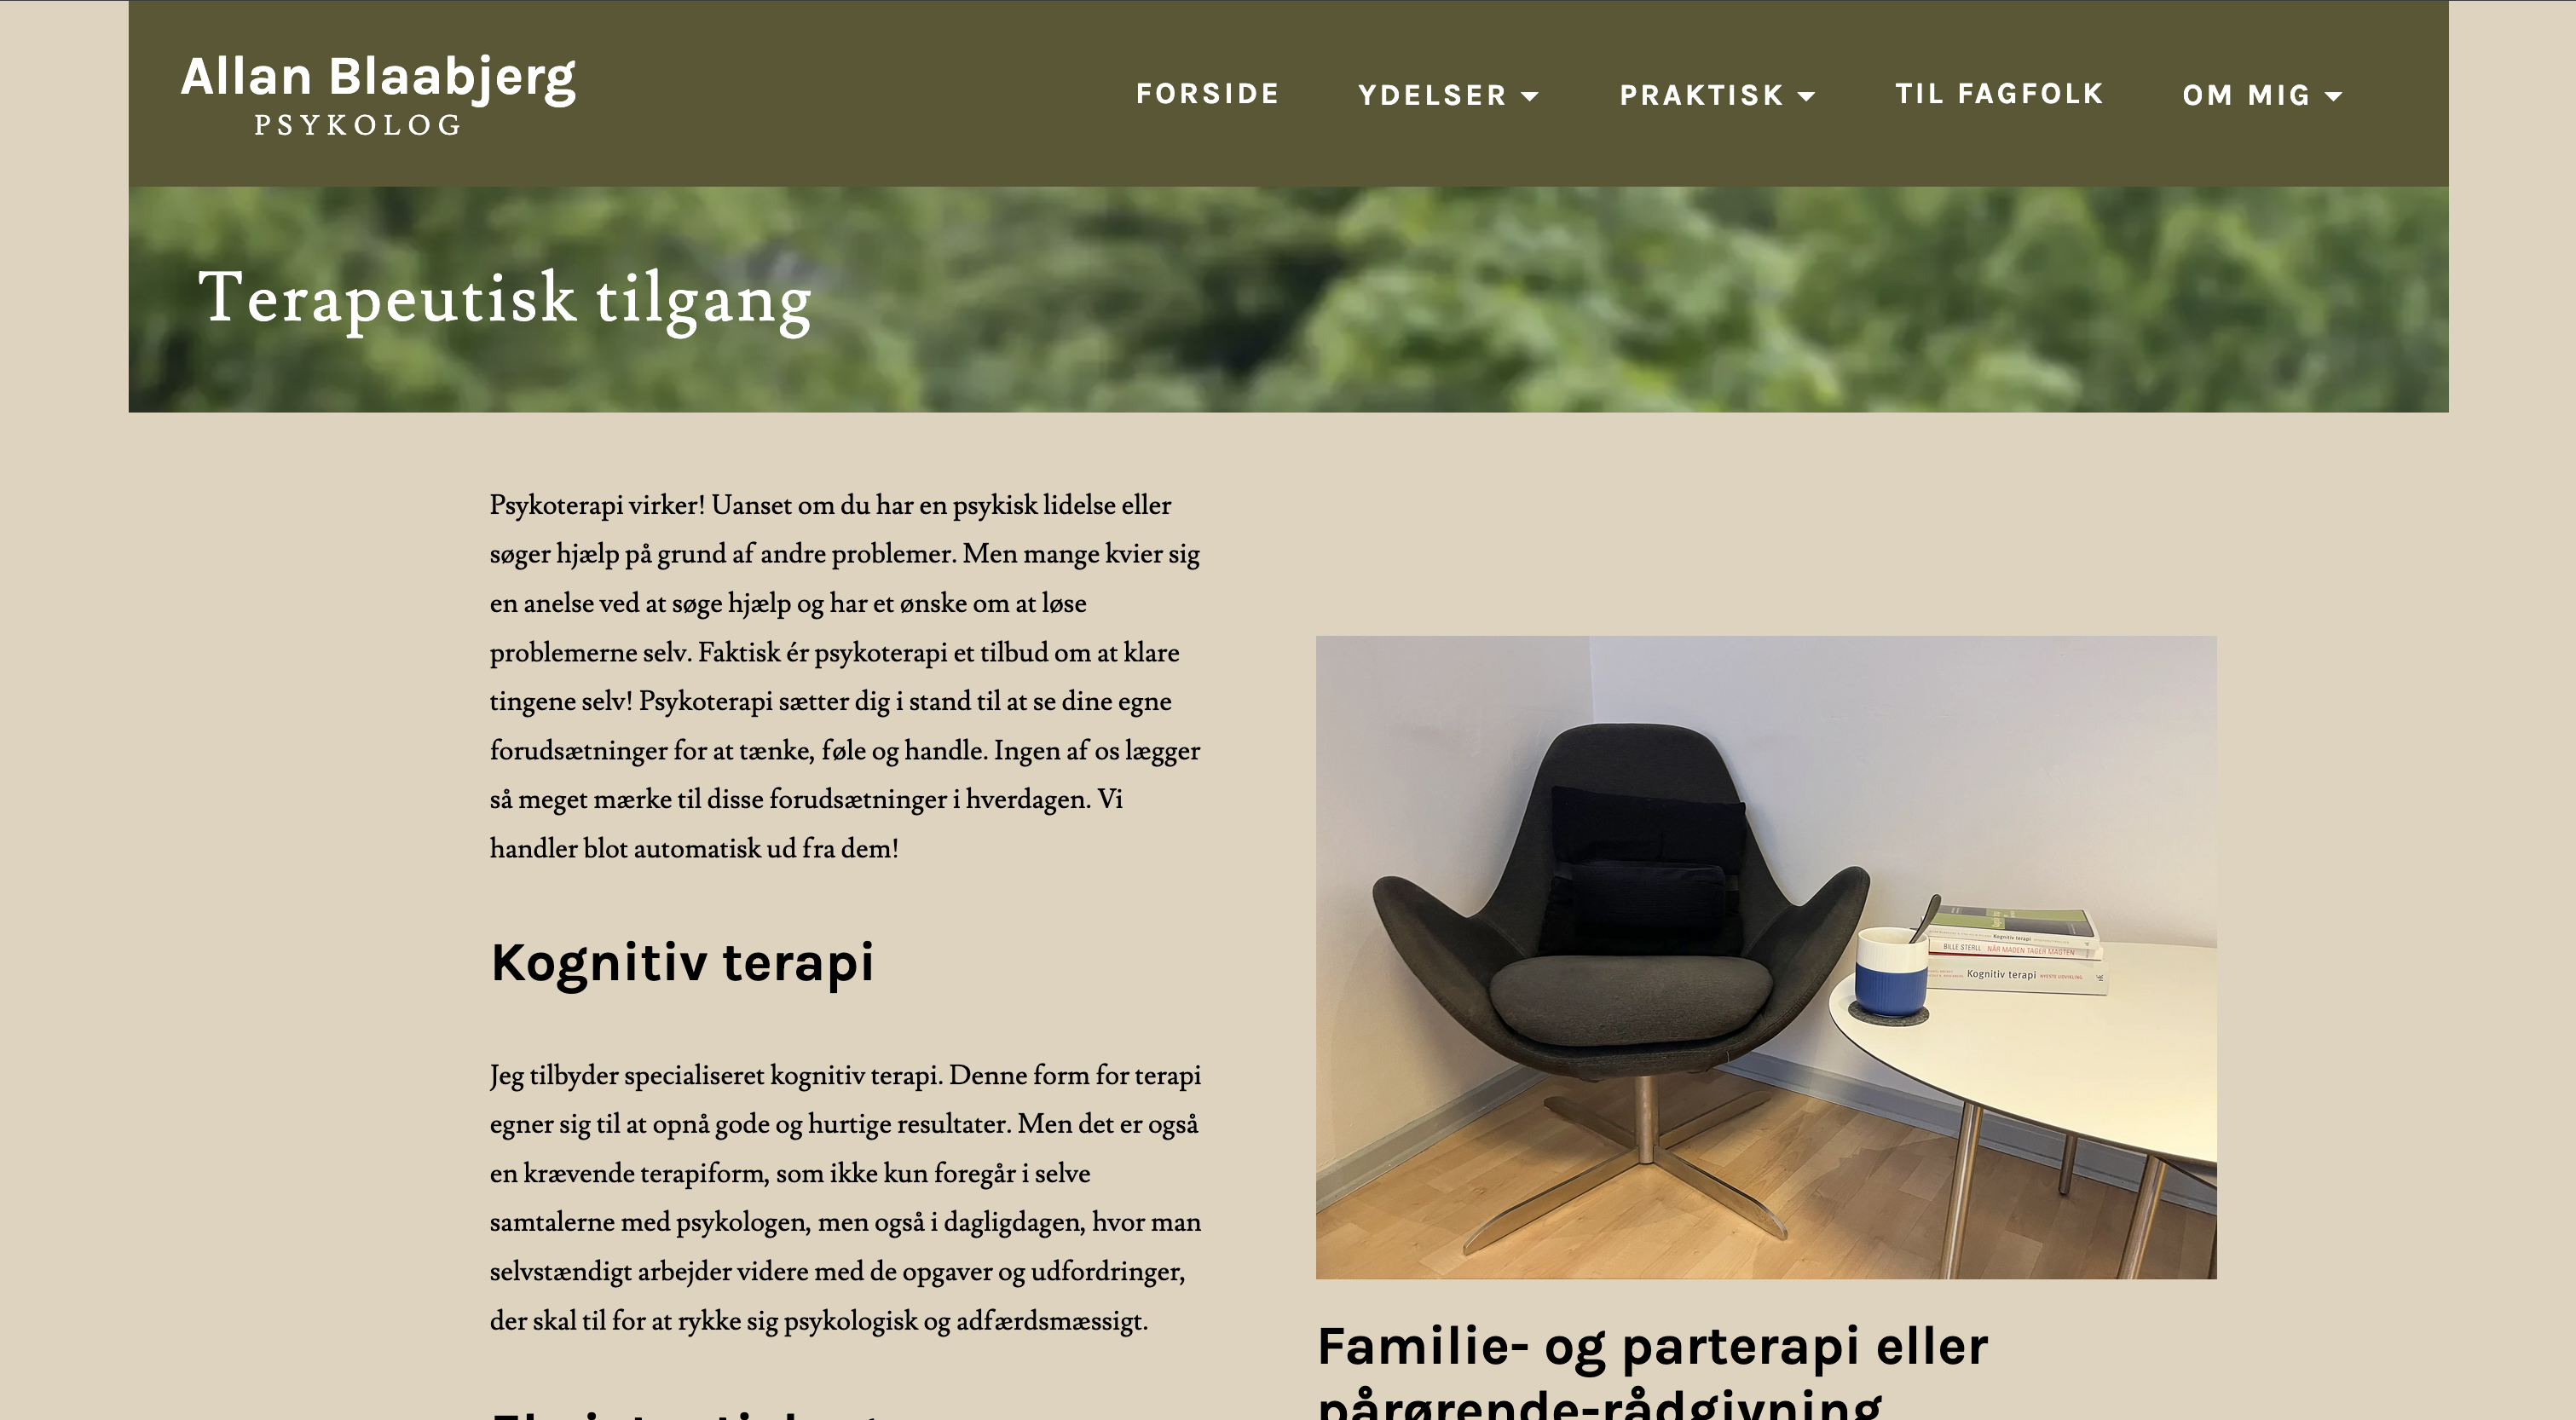 Allan Blaabjerg
PSYKOLOG
FORSIDE
YDELSER
PRAKTISK
TIL FAGFOLK
OM MIG
Terapeutisk tilgang
Psykoterapi virker! Uanset om du har en psykisk lidelse eller
søger hjælp på grund af andre problemer. Men mange kvier sig
en anelse ved at søge hjælp og har et ønske om at løse
problemerne selv. Faktisk ér psykoterapi et tilbud om at klare
tingene selv! Psykoterapi sætter dig i stand til at se dine egne
forudsætninger for at tænke, føle og handle. Ingen af os lægger
så meget mærke til disse forudsætninger i hverdagen. Vi
handler blot automatisk ud fra dem!
Kognitiv terapi
Jeg tilbyder specialiseret kognitiv terapi. Denne form for terapi
egner sig til at opnå gode og hurtige resultater. Men det er også
en krævende terapiform, som ikke kun foregår i selve
samtalerne med psykologen, men også i dagligdagen, hvor man
selvstændigt arbejder videre med de opgaver og udfordringer,
der skal til for at rykke sig psykologisk og adfærdsmæssigt.
Kognitiv terapi
BILLE STERLL NÅR MADEN TAGER MAGTEN
Kognitiv terapi NYESTE UDVIKLING
Familie- og parterapi eller
pårørende-rådgivning